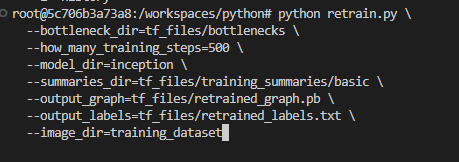 root@5c706b3a73a8:/workspaces/python# python retrain.py \
--bottleneck_dir=tf_files/bottlenecks \
--how_many_training_steps=500 \
--model_dir=inception \
--summaries_dir=tf_files/training_summaries/basic \
--output_graph=tf_files/retrained_graph.pb \
--output_labels=tf_files/retrained_labels.txt \
--image_dir=training_dataset